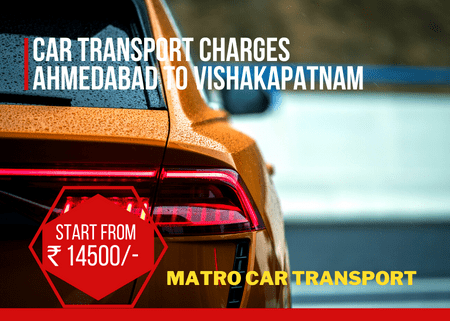 CAR TRANSPORT CHARGES
AHMEDABAD TO VISHAKAPATNAM
START FROM
₹ 14500/-
MATRO CAR TRANSPORT